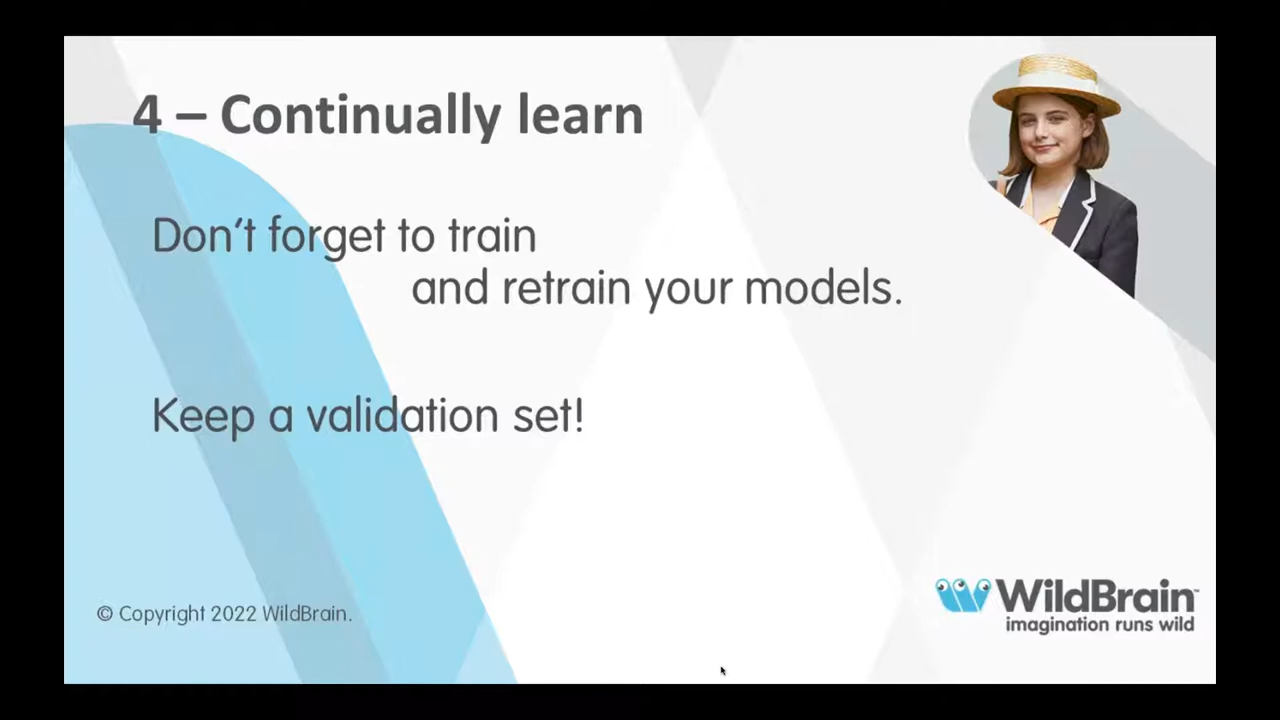 4 – Continually learn
Don't forget to train
and retrain your models.
Keep a validation set!
© Copyright 2022 WildBrain.
WildBrain™
imagination runs wild